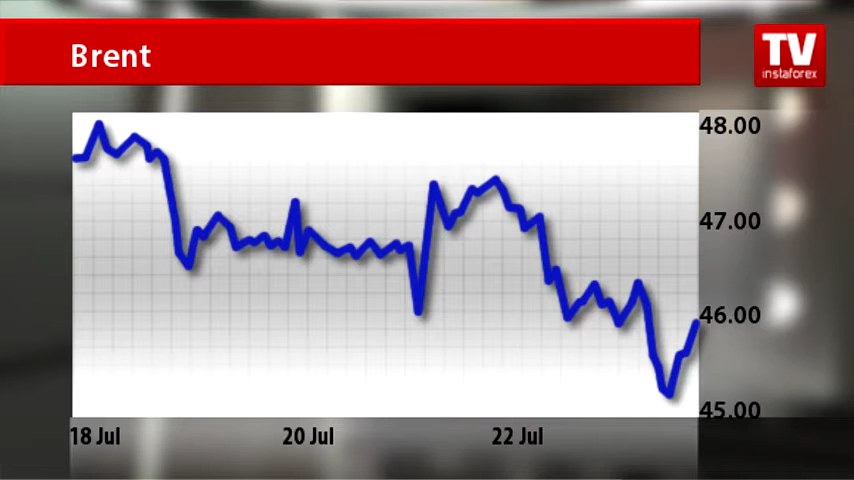 Brent
TV
instaforex
48.00
47.00
46.00
45.00
18 Jul
20 Jul
22 Jul